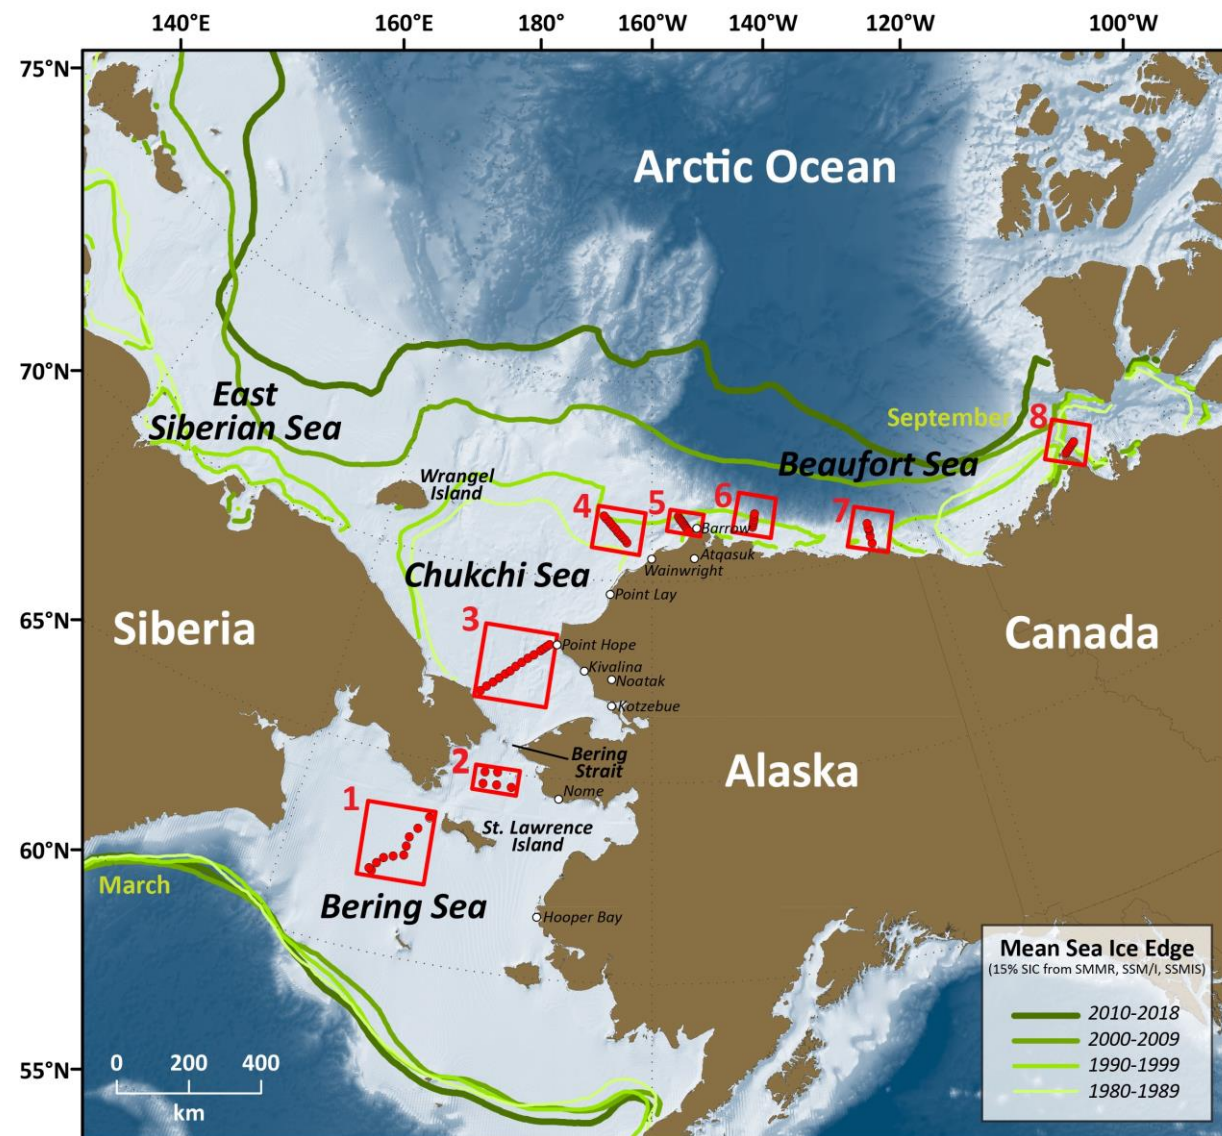 140°E 160°E 180° 160°W 140°W 120°W 100°W
75°N
Arctic Ocean
70°N
East
Siberian Sea
September
8
Beaufort Sea
Wrangel
Island
4
5
6
7
Barrow
Atqasuk
Wainwright
Chukchi Sea
Point Lay
65°N
Siberia
3
Point Hope
Kivalina
Noatak
Kotzebue
Canada
Bering
Strait
Alaska
2
Nome
1
St. Lawrence
Island
60°N
March
Bering Sea
Hooper Bay
Mean Sea Ice Edge
(15% SIC from SMMR, SSM/I, SSMIS)
2010-2018
2000-2009
1990-1999
1980-1989
55°N
0 200 400
km